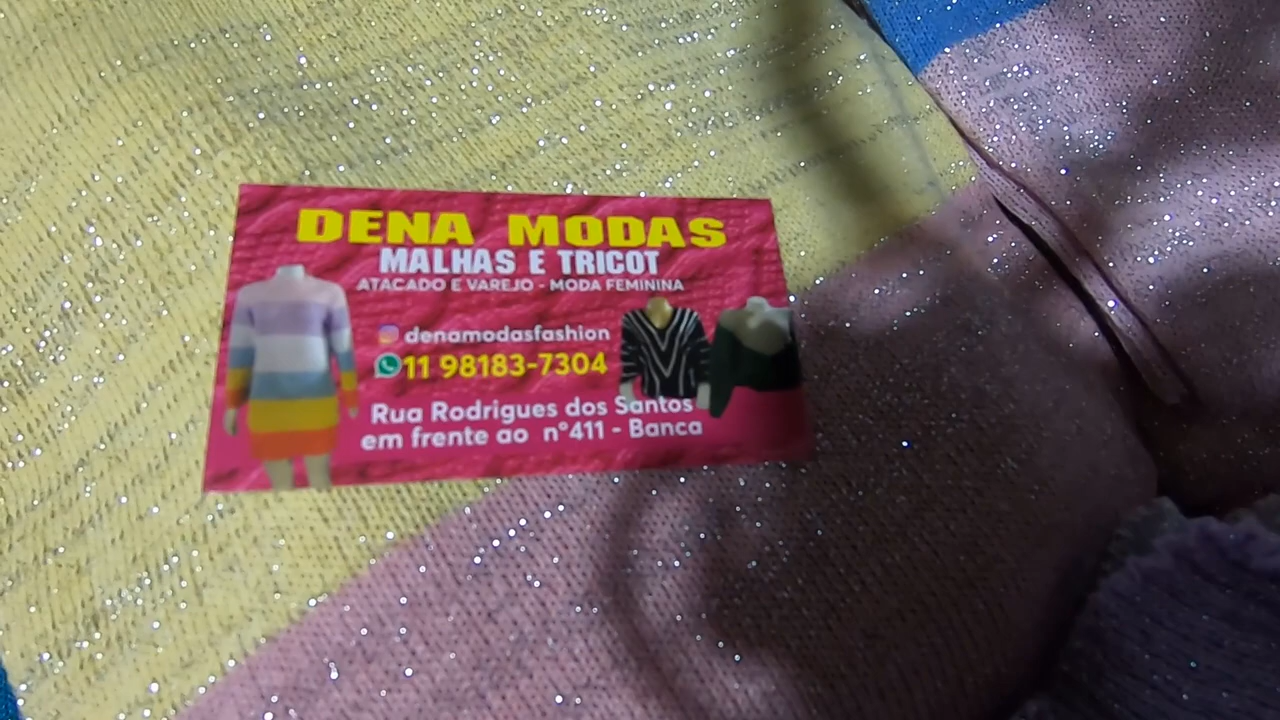 DENA MODAS
MALHAS E TRICOT
ATACADO E VAREJO - MODA FEMININA
denamodasfashion
11 98183-7304
Rua Rodrigues dos Santos
em frente ao n°411 - Banca